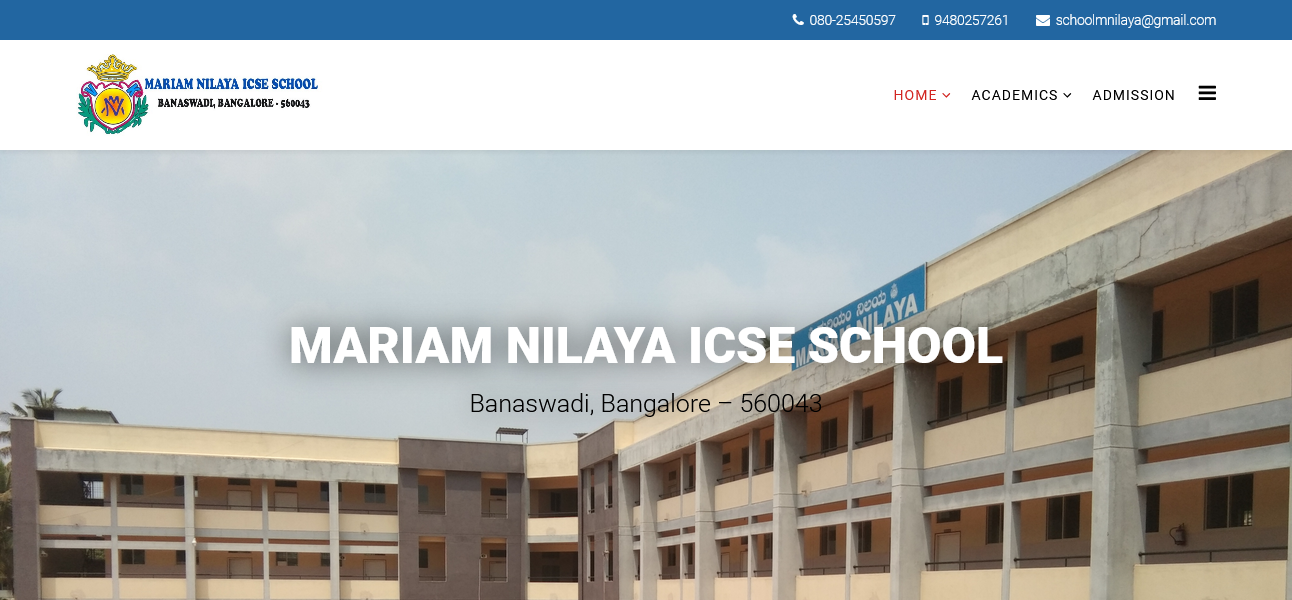 080-25450597 9480257261 schoolmnilaya@gmail.com
MARIAM NILAYA ICSE SCHOOL
BANASWADI, BANGALORE - 560043
HOME ACADEMICS ADMISSION
ನಿಲಯ
NILAYA
MARIAM NILAYA ICSE SCHOOL
Banaswadi, Bangalore – 560043